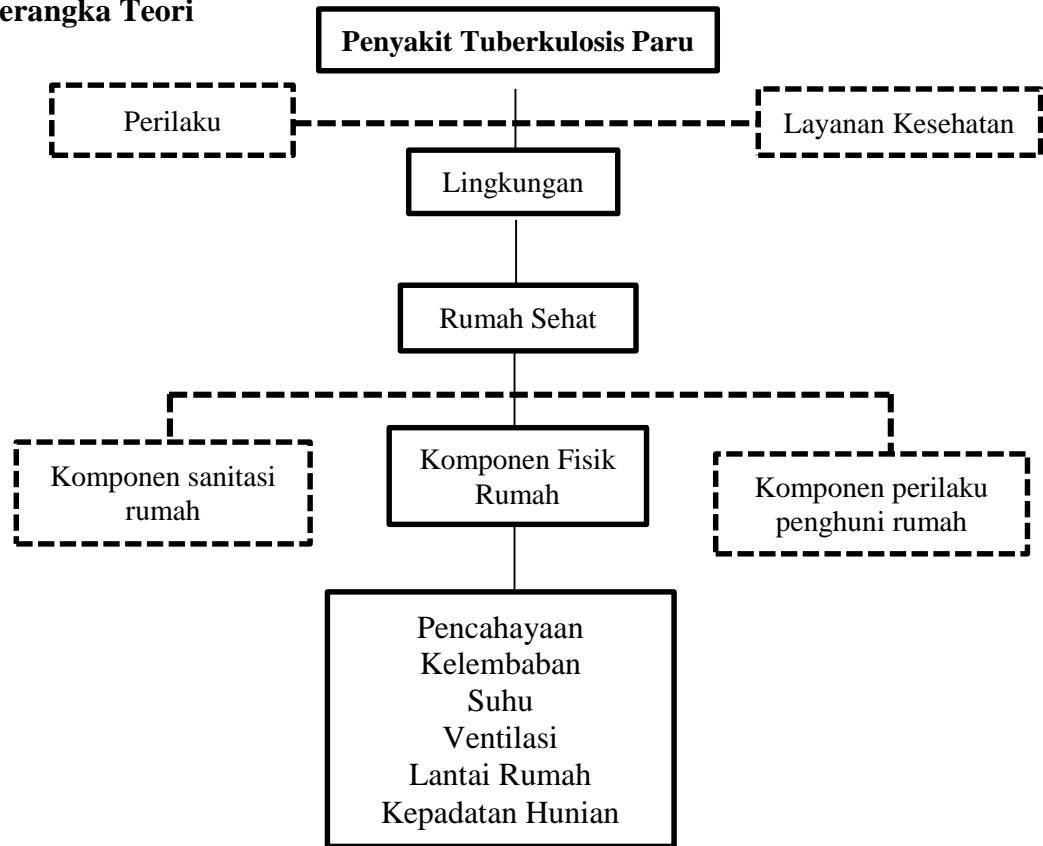 erangka Teori
Penyakit Tuberkulosis Paru
Perilaku
Layanan Kesehatan
Lingkungan
Rumah Sehat
Komponen sanitasi
rumah
Komponen Fisik
Rumah
Komponen perilaku
penghuni rumah
Pencahayaan
Kelembaban
Suhu
Ventilasi
Lantai Rumah
Kepadatan Hunian